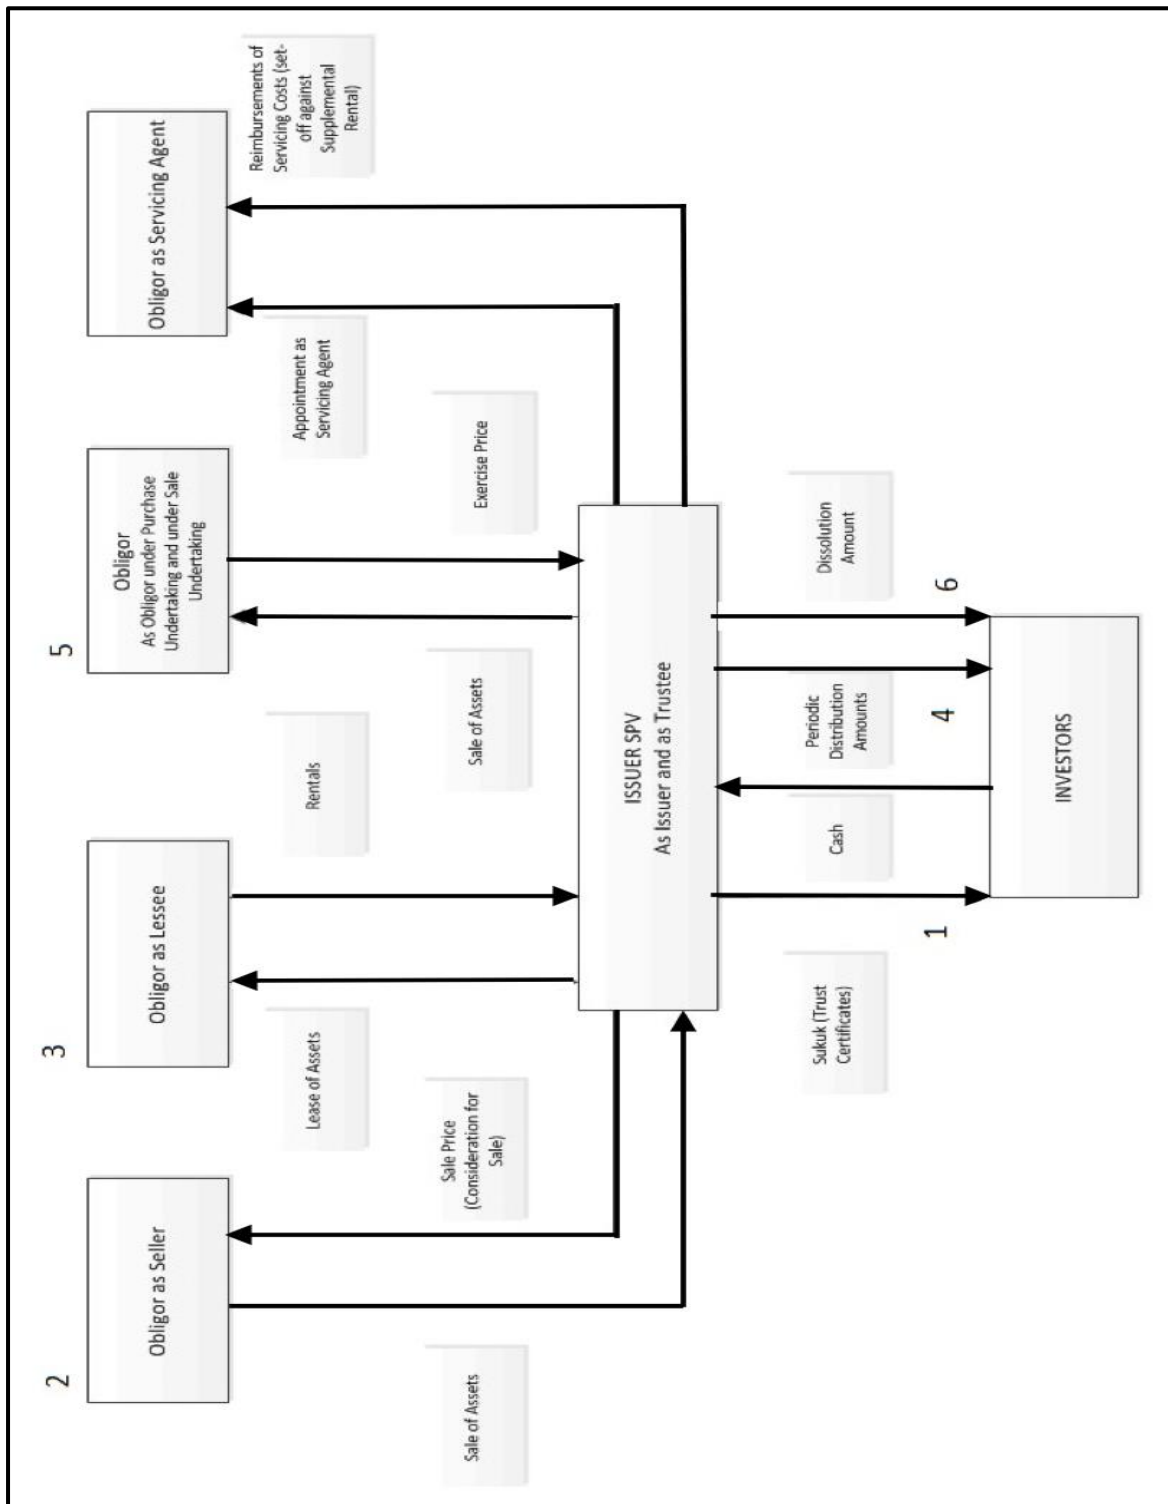 2
Obligor as Seller
3
Obligor as Lessee
5
Obligor
As Obligor under Purchase
Undertaking and under Sale
Undertaking
Obligor as Servicing Agent
Sale of Assets
Sale Price
(Consideration for
Sale)
Lease of Assets
Rentals
Sale of Assets
Exercise Price
Appointment as
Servicing Agent
Reimbursements of
Servicing Costs (set-
off against
Supplemental
Rental)
ISSUER SPV
As Issuer and as Trustee
Sukuk (Trust
Certificates)
1
Cash
Periodic
Distribution
Amounts
4
Dissolution
Amount
6
INVESTORS